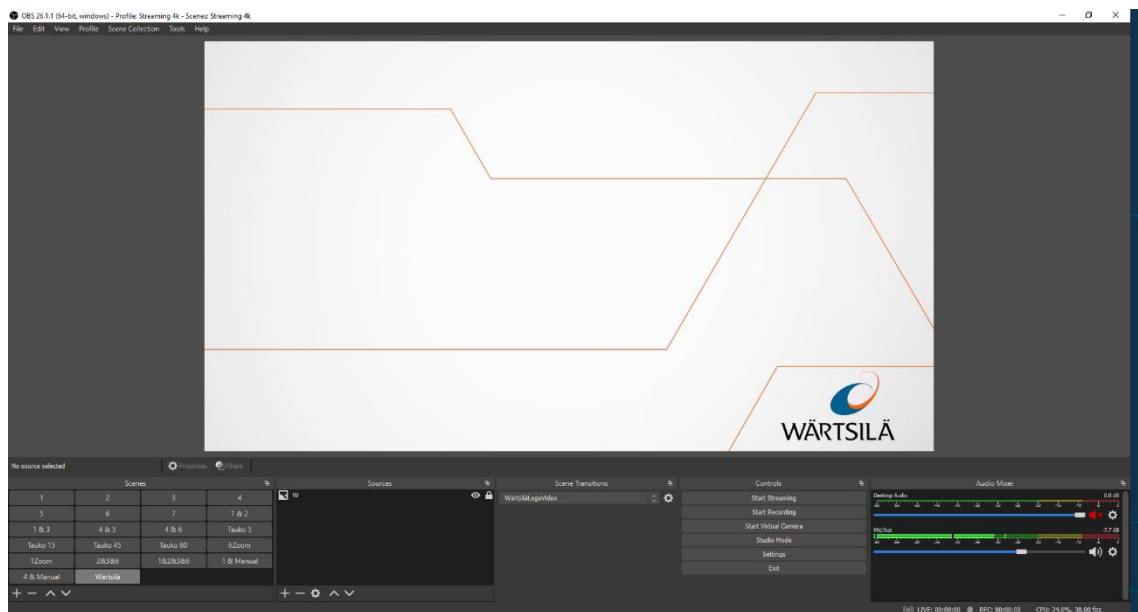 OBS 26.1.1 (64-bit, windows) - Profile: Streaming 4k - Scenes: Streaming 4k
File Edit View Profile Scene Collection Tools Help
WÄRTSILÄ
No source selected Properties Filters
Scenes Sources Scene Transitions Controls Audio Mixer
1 2 3 4
5 6 7 1 & 2
1 & 3 4 & 5 4 & 6 Tauko 5
Tauko 15 Tauko 45 Tauko 60 6Zoom
1Zoom 2&3&6 1&2&3&6 1 & Manual
4 & Manual Wärtsilä
W
WärtsiläLogoVideo
Start Streaming
Start Recording
Start Virtual Camera
Studio Mode
Settings
Exit
Desktop Audio 0.0 dB
Mic/Aux -7.7 dB
LIVE: 00:00:00 REC: 00:00:00 CPU: 24.0%, 38.00 fps